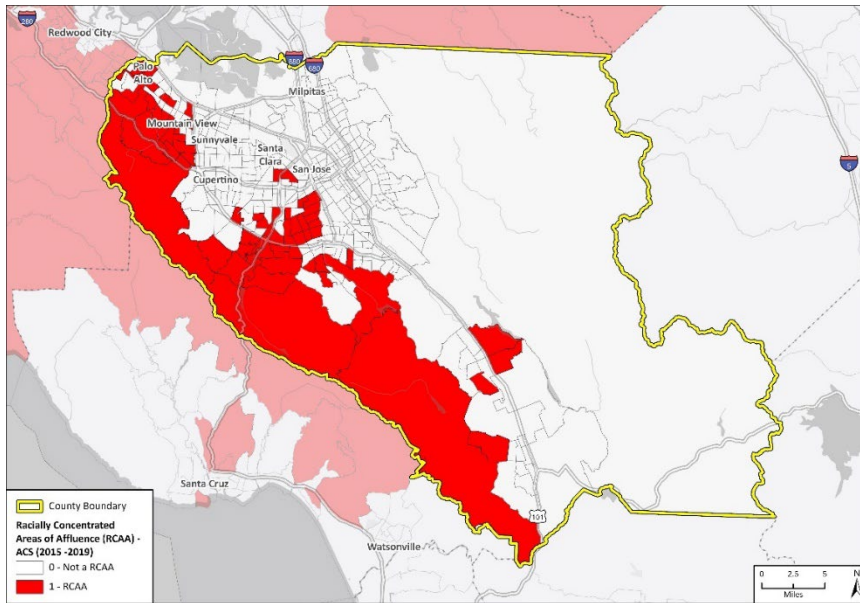 280
Redwood City
Palo
Alto
880
680
Milpitas
Mountain View
Sunnyvale
Santa
Clara
San Jose
Cupertino
5
Santa Cruz
101
Watsonville
County Boundary
Racially Concentrated
Areas of Affluence (RCAA) -
ACS (2015 -2019)
0 - Not a RCAA
1 - RCAA
0 2.5 5
Miles
N